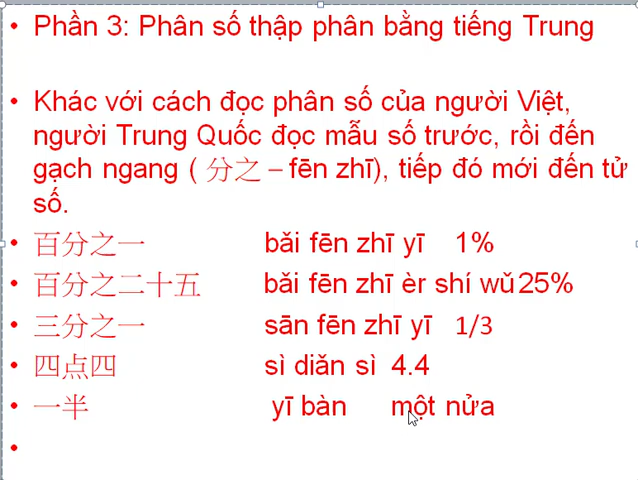 Phần 3: Phân số thập phân bằng tiếng Trung
Khác với cách đọc phân số của người Việt,
người Trung Quốc đọc mẫu số trước, rồi đến
gạch ngang ( 分之 – fēn zhī), tiếp đó mới đến tử
số.
百分之一 bǎi fēn zhī yī 1%
百分之二十五 bǎi fēn zhī èr shí wǔ 25%
三分之一 sān fēn zhī yī 1/3
四点四 sì diǎn sì 4.4
一半 yī bàn một nửa